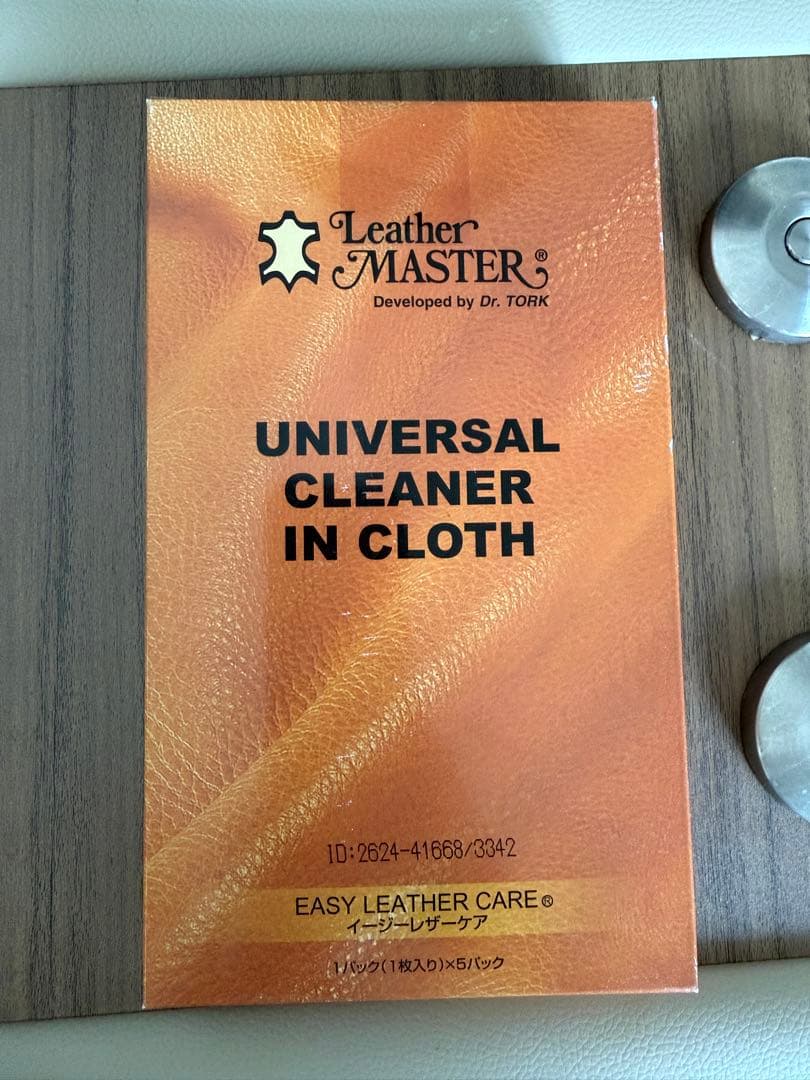 Leather
MASTER®
Developed by Dr. TORK
UNIVERSAL
CLEANER
IN CLOTH
ID:2624-41668/3342
EASY LEATHER CARE®
イージーレザーケア
1パック(1枚入り)×5パック